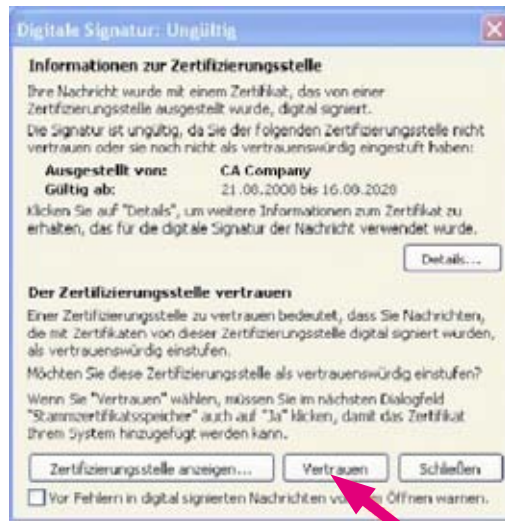 Digitale Signatur: Ungültig
Informationen zur Zertifizierungsstelle
Ihre Nachricht wurde mit einem Zertifikat, das von einer
Zertifizierungsstelle ausgestellt wurde, digital signiert.
Die Signatur ist ungültig, da Sie der folgenden Zertifizierungsstelle nicht
vertrauen oder sie noch nicht als vertrauenswürdig eingestuft haben:
Ausgestellt von: CA Company
Gültig ab: 21.08.2008 bis 16.08.2028
Klicken Sie auf "Details", um weitere Informationen zum Zertifikat zu
erhalten, das für die digitale Signatur der Nachricht verwendet wurde.
Details...
Der Zertifizierungsstelle vertrauen
Einer Zertifizierungsstelle zu vertrauen bedeutet, dass Sie Nachrichten,
die mit Zertifikaten von dieser Zertifizierungsstelle digital signiert wurden,
als vertrauenswürdig einstufen.
Möchten Sie diese Zertifizierungsstelle als vertrauenswürdig einstufen?
Wenn Sie "Vertrauen" wählen, müssen Sie im nächsten Dialogfeld
"Stammzertifikatsspeicher" auch auf "Ja" klicken, damit das Zertifikat
Ihrem System hinzugefügt werden kann.
Zertifizierungsstelle anzeigen... Vertrauen Schließen
Vor Fehlern in digital signierten Nachrichten Öffnen warnen.